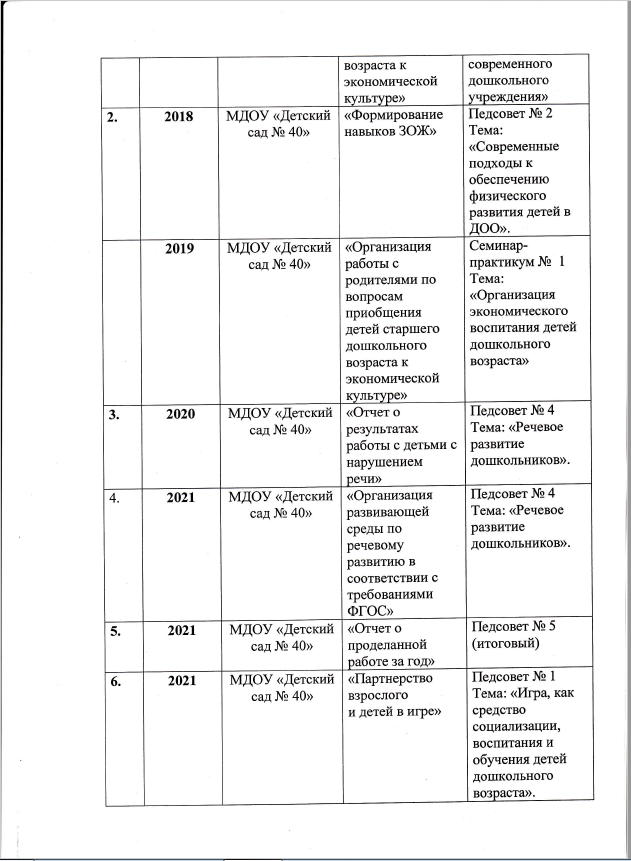 возраста к
экономической
культуре»
современного
дошкольного
учреждения»
2.
2018
МДОУ «Детский
сад № 40»
«Формирование
навыков ЗОЖ»
Педсовет № 2
Тема:
«Современные
подходы к
обеспечению
физического
развития детей в
ДОО».
2019
МДОУ «Детский
сад № 40»
«Организация
работы с
родителями по
вопросам
приобщения
детей старшего
дошкольного
возраста к
экономической
культуре»
Семинар-
практикум № 1
Тема:
«Организация
экономического
воспитания детей
дошкольного
возраста»
3.
2020
МДОУ «Детский
сад № 40»
«Отчет о
результатах
работы с детьми с
нарушением
речи»
Педсовет № 4
Тема: «Речевое
развитие
дошкольников».
4.
2021
МДОУ «Детский
сад № 40»
«Организация
развивающей
среды по
речевому
развитию в
соответствии с
требованиями
ФГОС»
Педсовет № 4
Тема: «Речевое
развитие
дошкольников».
5.
2021
МДОУ «Детский
сад № 40»
«Отчет о
проделанной
работе за год»
Педсовет № 5
(итоговый)
6.
2021
МДОУ «Детский
сад № 40»
«Партнерство
взрослого
и детей в игре»
Педсовет № 1
Тема: «Игра, как
средство
социализации,
воспитания и
обучения детей
дошкольного
возраста».